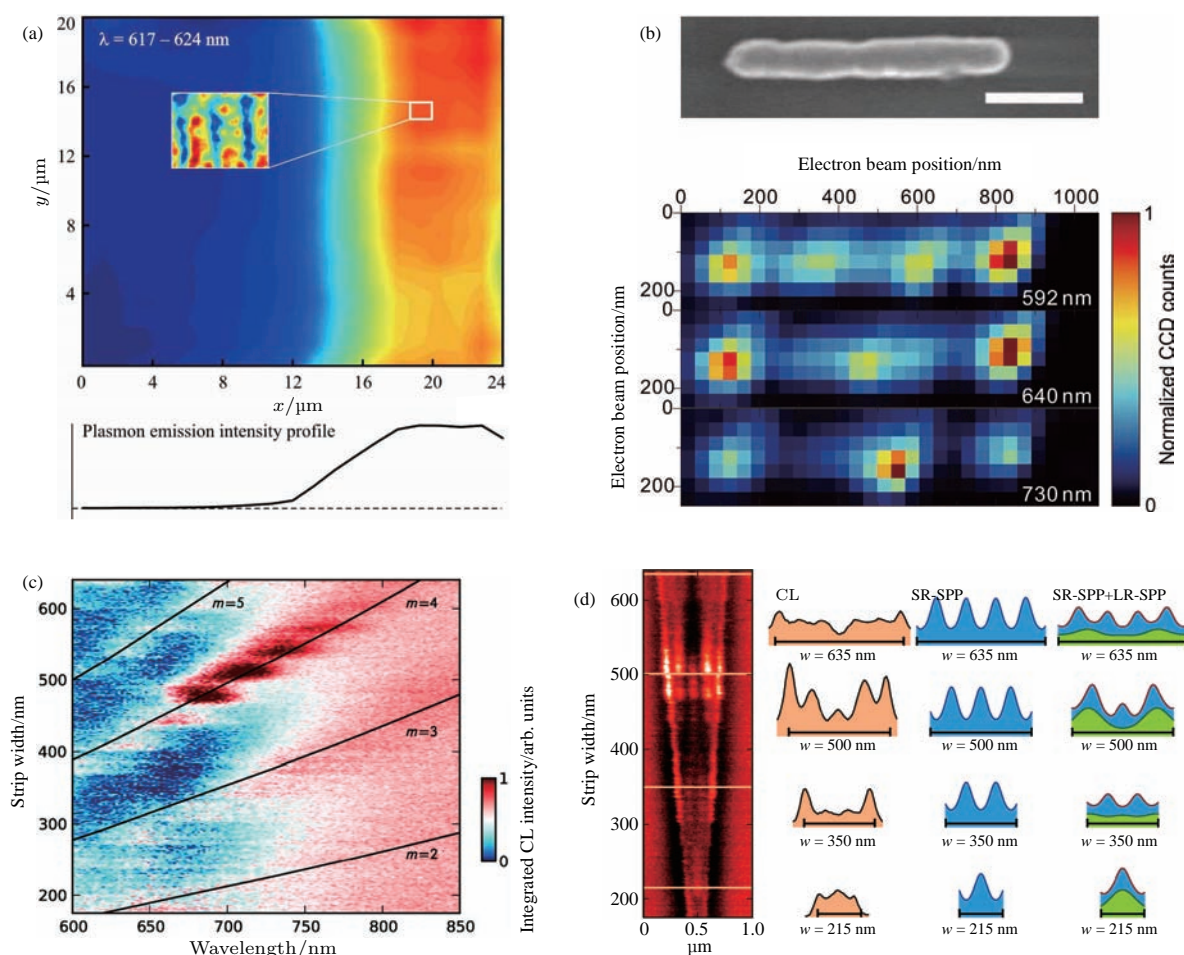 (a)
λ = 617 – 624 nm
20
16
12
8
4
y/μm
0 4 8 12 16 20 24
x/μm
Plasmon emission intensity profile
(b)
Electron beam position/nm
0 200 400 600 800 1000
0
200
592 nm
0
200
640 nm
0
200
730 nm
Electron beam position/nm
1
0
Normalized CCD counts
(c)
600
500
400
300
200
Strip width/nm
m=5
m=4
m=3
m=2
1
0
Integrated CL intensity/arb. units
600 650 700 750 800 850
Wavelength/nm
(d)
600
500
400
300
200
Strip width/nm
0 0.5 1.0
μm
CL SR-SPP SR-SPP+LR-SPP
w = 635 nm w = 635 nm w = 635 nm
w = 500 nm w = 500 nm w = 500 nm
w = 350 nm w = 350 nm w = 350 nm
w = 215 nm w = 215 nm w = 215 nm